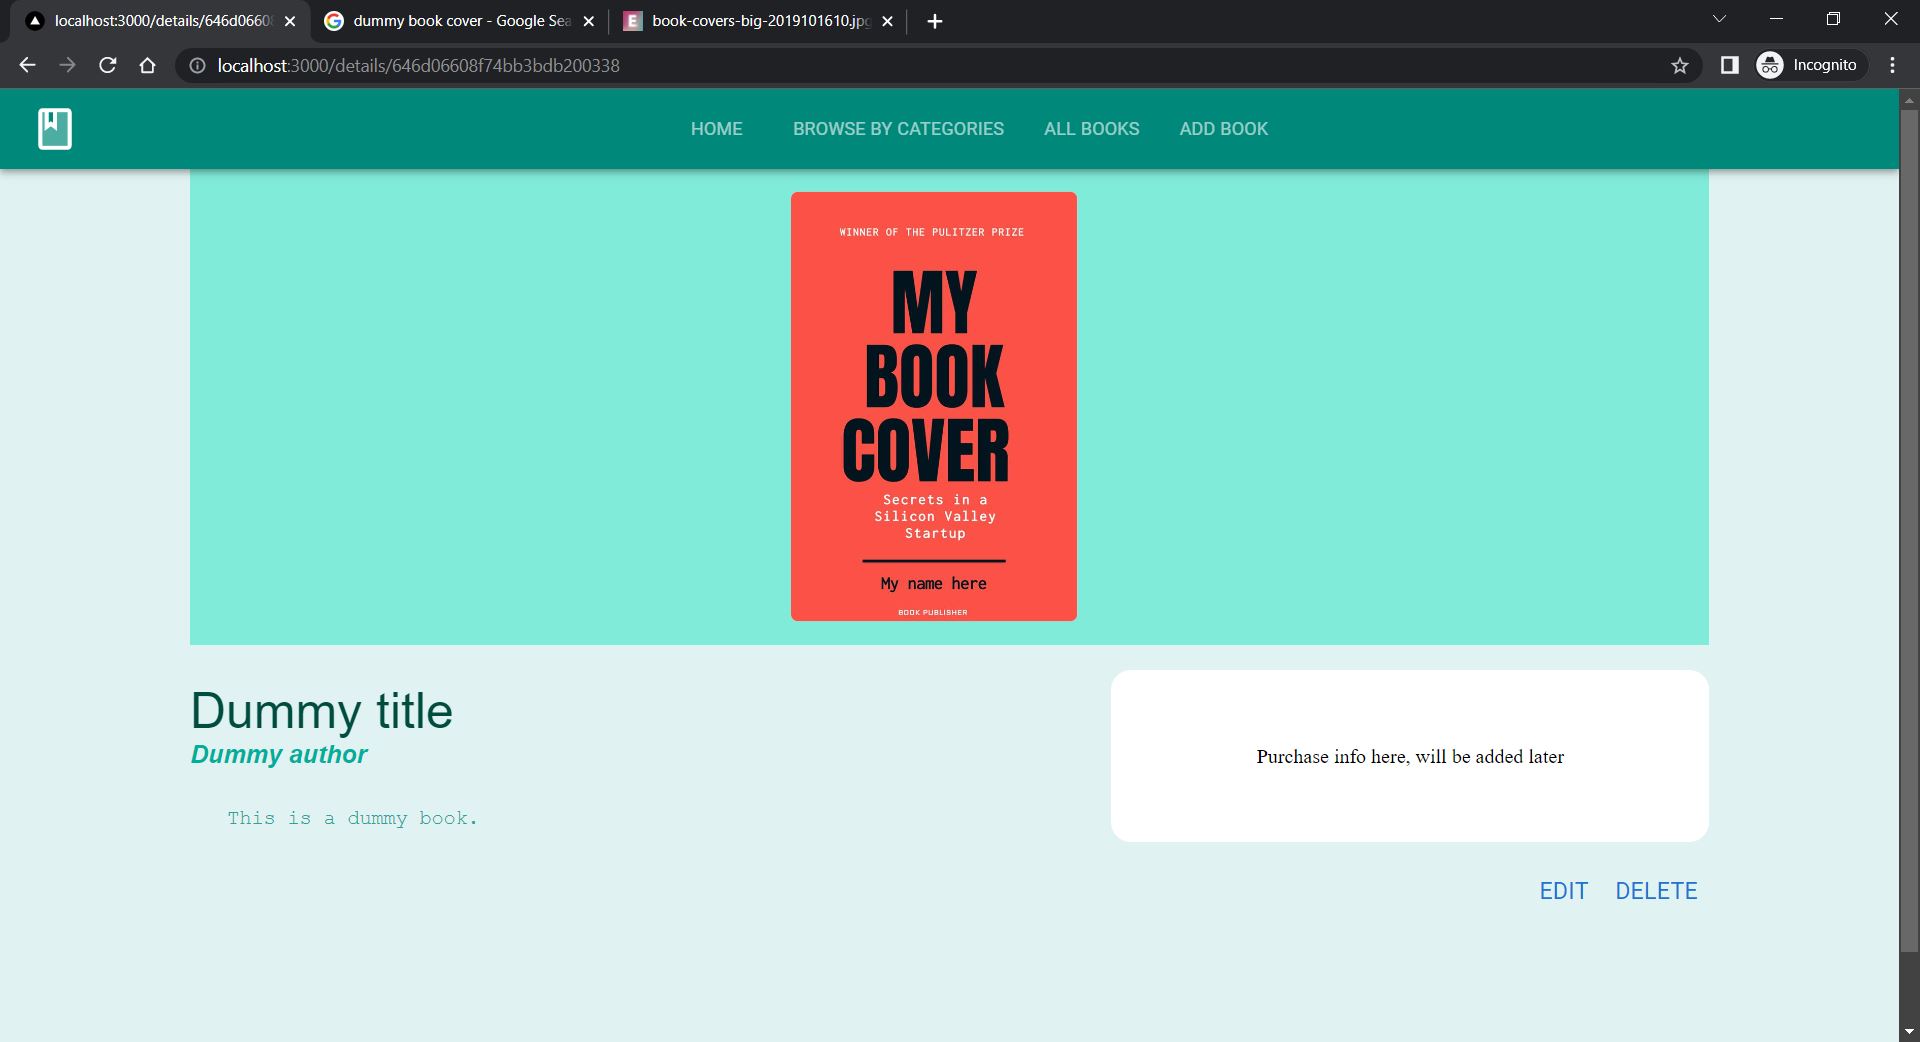 localhost:3000/details/646d0660
dummy book cover - Google Sea
book-covers-big-2019101610.jpg
localhost:3000/details/646d06608f74bb3bdb200338
Incognito
HOME
BROWSE BY CATEGORIES
ALL BOOKS
ADD BOOK
WINNER OF THE PULITZER PRIZE
MY
BOOK
COVER
Secrets in a
Silicon Valley
Startup
My name here
BOOK PUBLISHER
Dummy title
Dummy author
This is a dummy book.
Purchase info here, will be added later
EDIT
DELETE